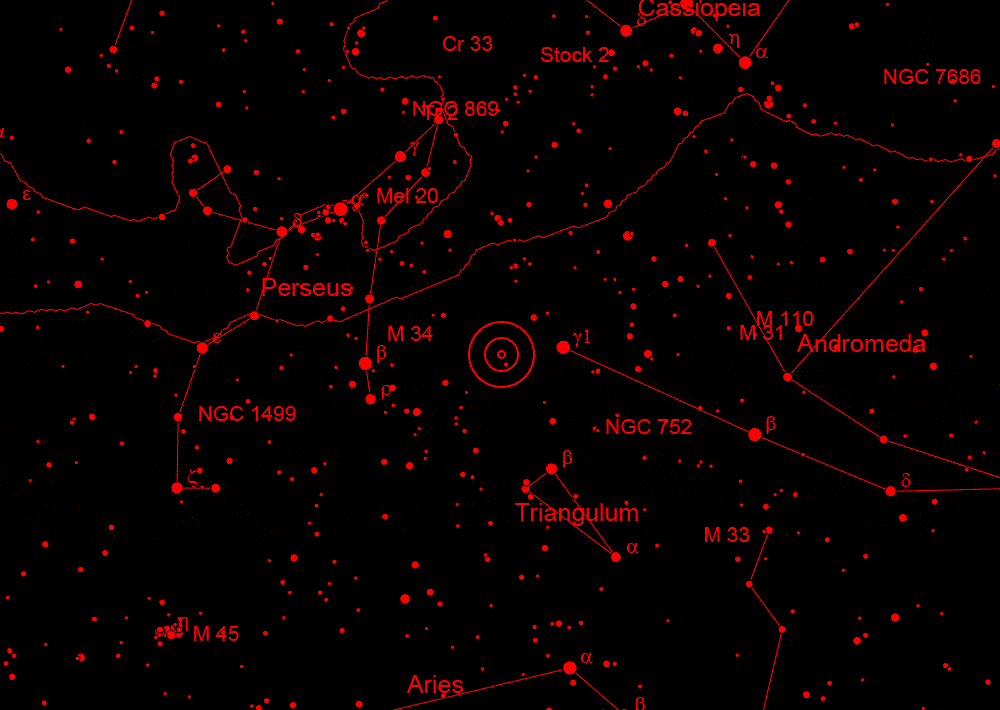 Cassiopeia
δ
η
α
Cr 33
Stock 2
NGC 7686
NGC 869
γ
α
ε
Mel 20
α
δ
Perseus
M 34
γ1
M 110
M 31
Andromeda
ε
β
ρ
NGC 1499
NGC 752
β
β
δ
ζ
Triangulum
α
M 33
η
M 45
α
Aries
β